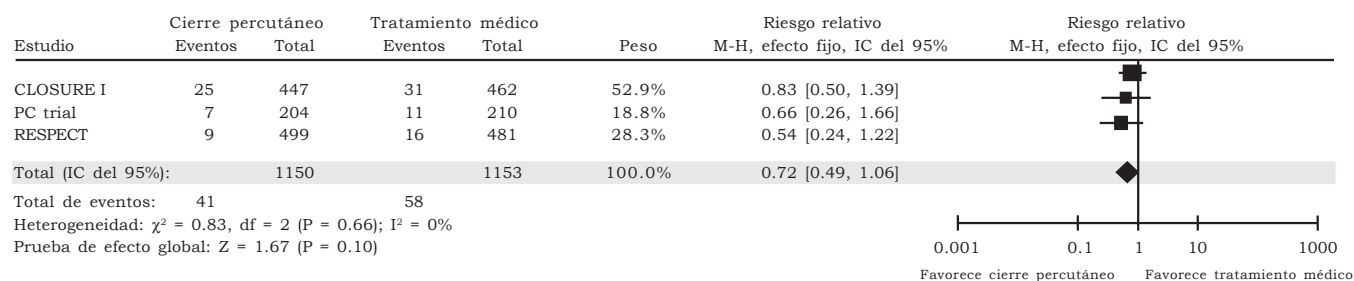 Cierre percutáneo Tratamiento médico Riesgo relativo Riesgo relativo
Estudio Eventos Total Eventos Total Peso M-H, efecto fijo, IC del 95% M-H, efecto fijo, IC del 95%
CLOSURE I 25 447 31 462 52.9% 0.83 [0.50, 1.39]
PC trial 7 204 11 210 18.8% 0.66 [0.26, 1.66]
RESPECT 9 499 16 481 28.3% 0.54 [0.24, 1.22]
Total (IC del 95%): 1150 1153 100.0% 0.72 [0.49, 1.06]
Total de eventos: 41 58
Heterogeneidad: χ² = 0.83, df = 2 (P = 0.66); I² = 0%
Prueba de efecto global: Z = 1.67 (P = 0.10)
0.001 0.1 1 10 1000
Favorece cierre percutáneo Favorece tratamiento médico